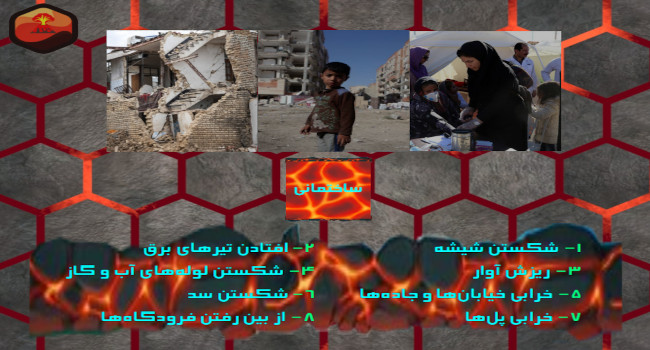 ساختمانی
۱- شکستن شیشه
۲- افتادن تیرهای برق
۳- ریزش آوار
۴- شکستن لوله‌های آب و گاز
۵- خرابی خیابان‌ها و جاده‌ها
۶- شکستن سد
۷- خرابی پل‌ها
۸- از بین رفتن فرودگاه‌ها